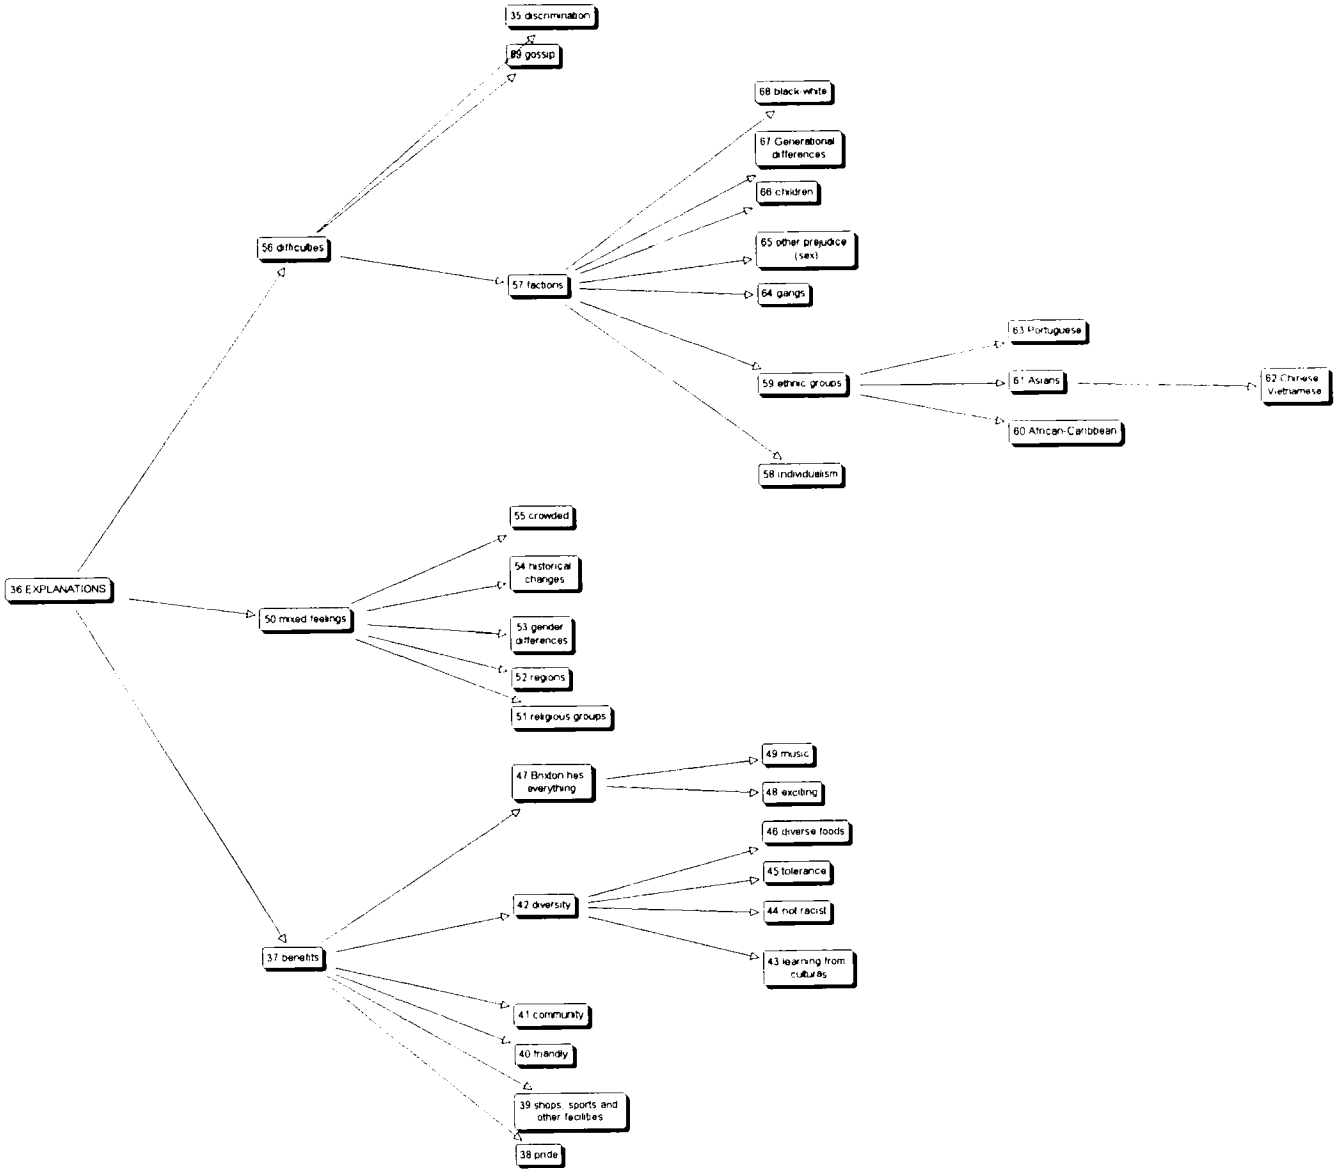 35 discrimination
89 gossip
68 black-white
67 Generational
differences
66 children
65 other prejudice
(sex)
64 gangs
56 difficulties
57 factions
63 Portuguese
61 Asians
62 Chinese
Vietnamese
59 ethnic groups
60 African-Caribbean
58 individualism
55 crowded
54 historical
changes
36 EXPLANATIONS
50 mixed feelings
53 gender
differences
52 regions
51 religious groups
49 music
47 Brixton has
everything
48 exciting
46 diverse foods
45 tolerance
42 diversity
44 not racist
43 learning from
cultures
37 benefits
41 community
40 friendly
39 shops, sports and
other facilities
38 pride